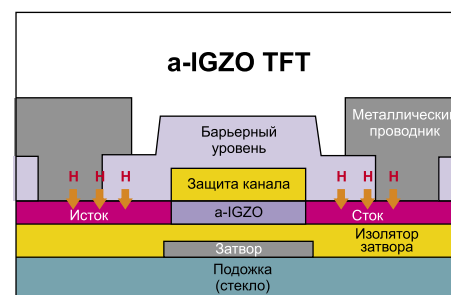 a-IGZO TFT
Металлический
проводник
Барьерный
уровень
H H H H H H
Защита канала
Исток a-IGZO Сток
Изолятор
затвора
Затвор
Подожка
(стекло)